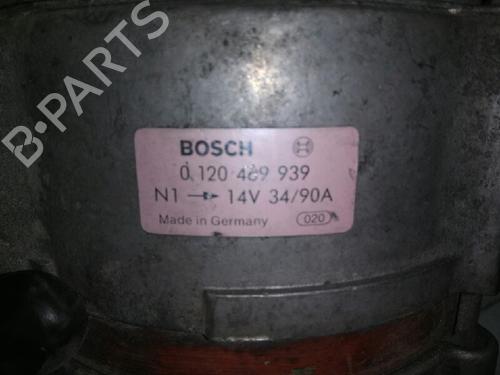 B-PARTS
BOSCH
0 120 469 939
N1 14V 34/90A
Made in Germany 020